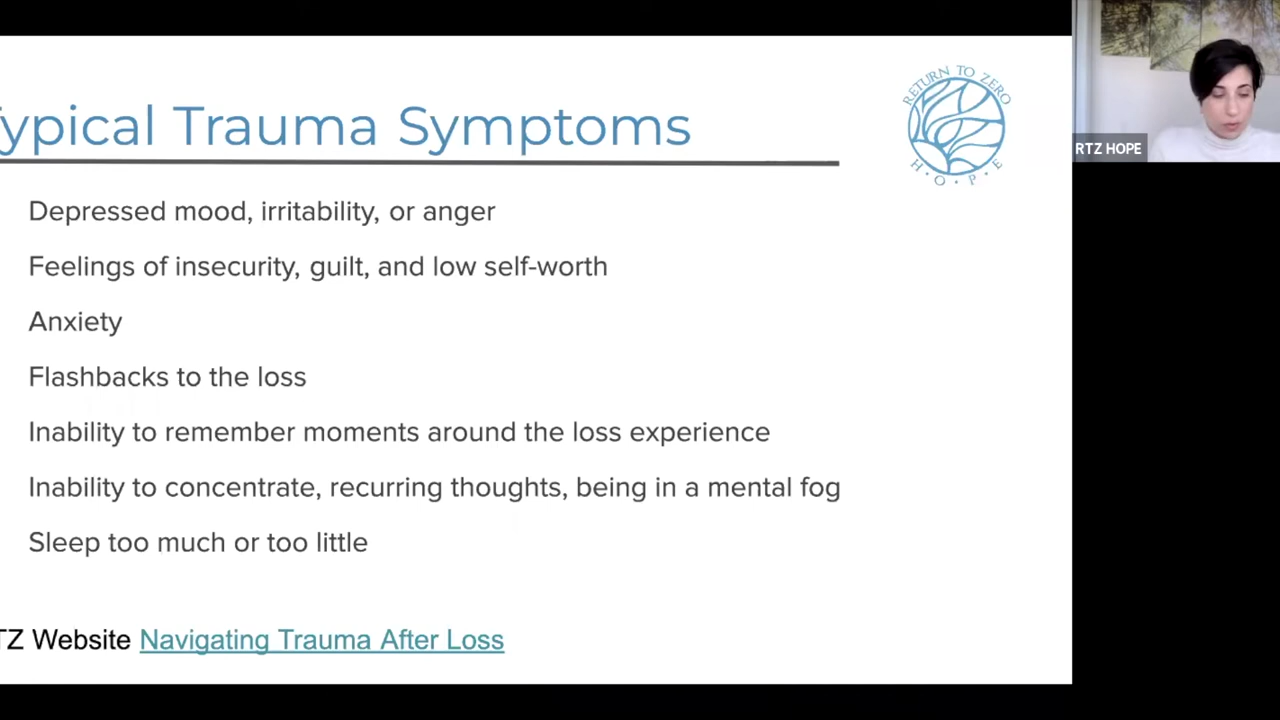 ypical Trauma Symptoms
RETURN TO ZERO
H·O·P·E
RTZ HOPE
Depressed mood, irritability, or anger
Feelings of insecurity, guilt, and low self-worth
Anxiety
Flashbacks to the loss
Inability to remember moments around the loss experience
Inability to concentrate, recurring thoughts, being in a mental fog
Sleep too much or too little
TZ Website Navigating Trauma After Loss